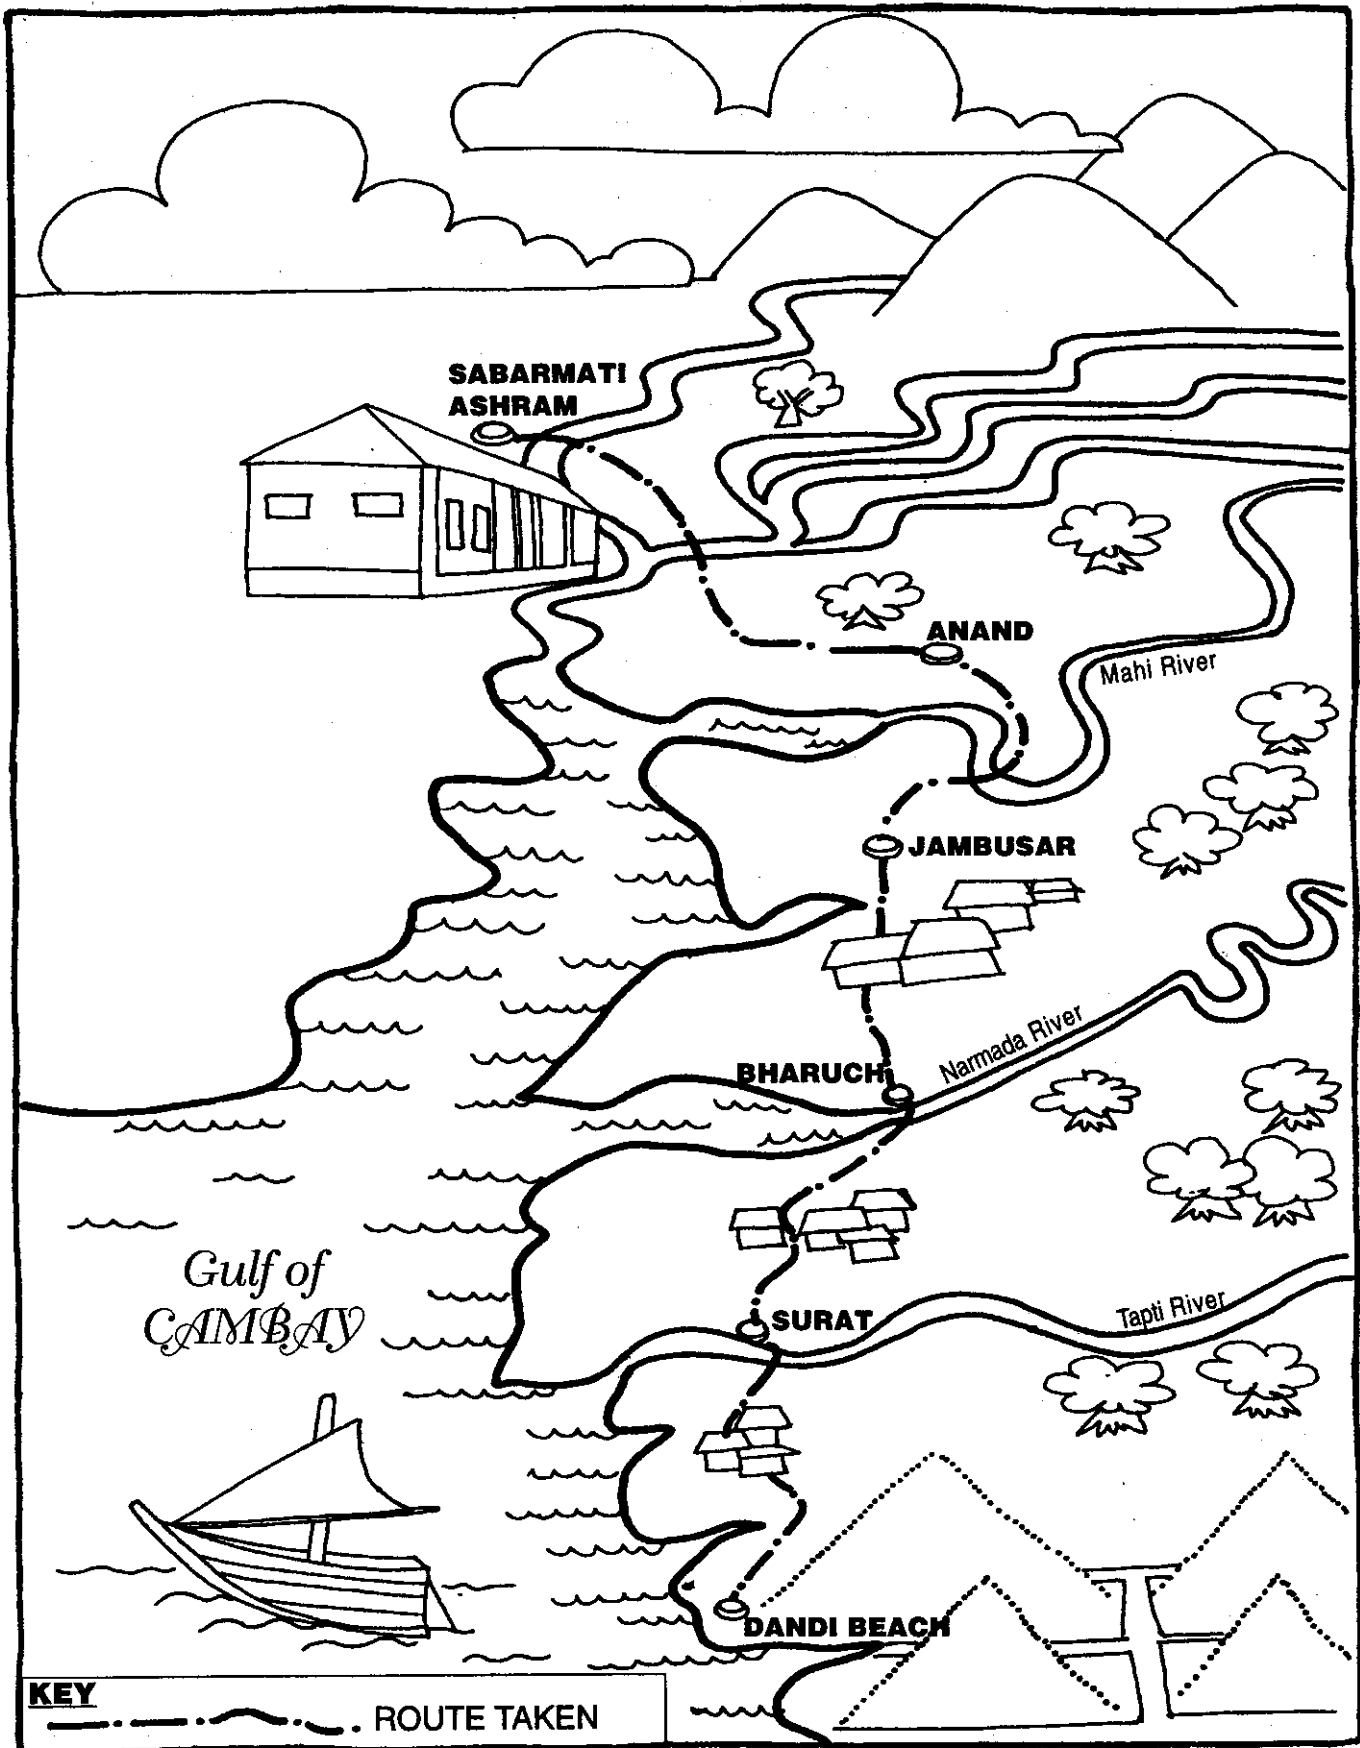 SABARMATI
ASHRAM
ANAND
Mahi River
JAMBUSAR
Narmada River
BHARUCH
Gulf of
CAMBAY
SURAT
Tapti River
DANDI BEACH
KEY
ROUTE TAKEN